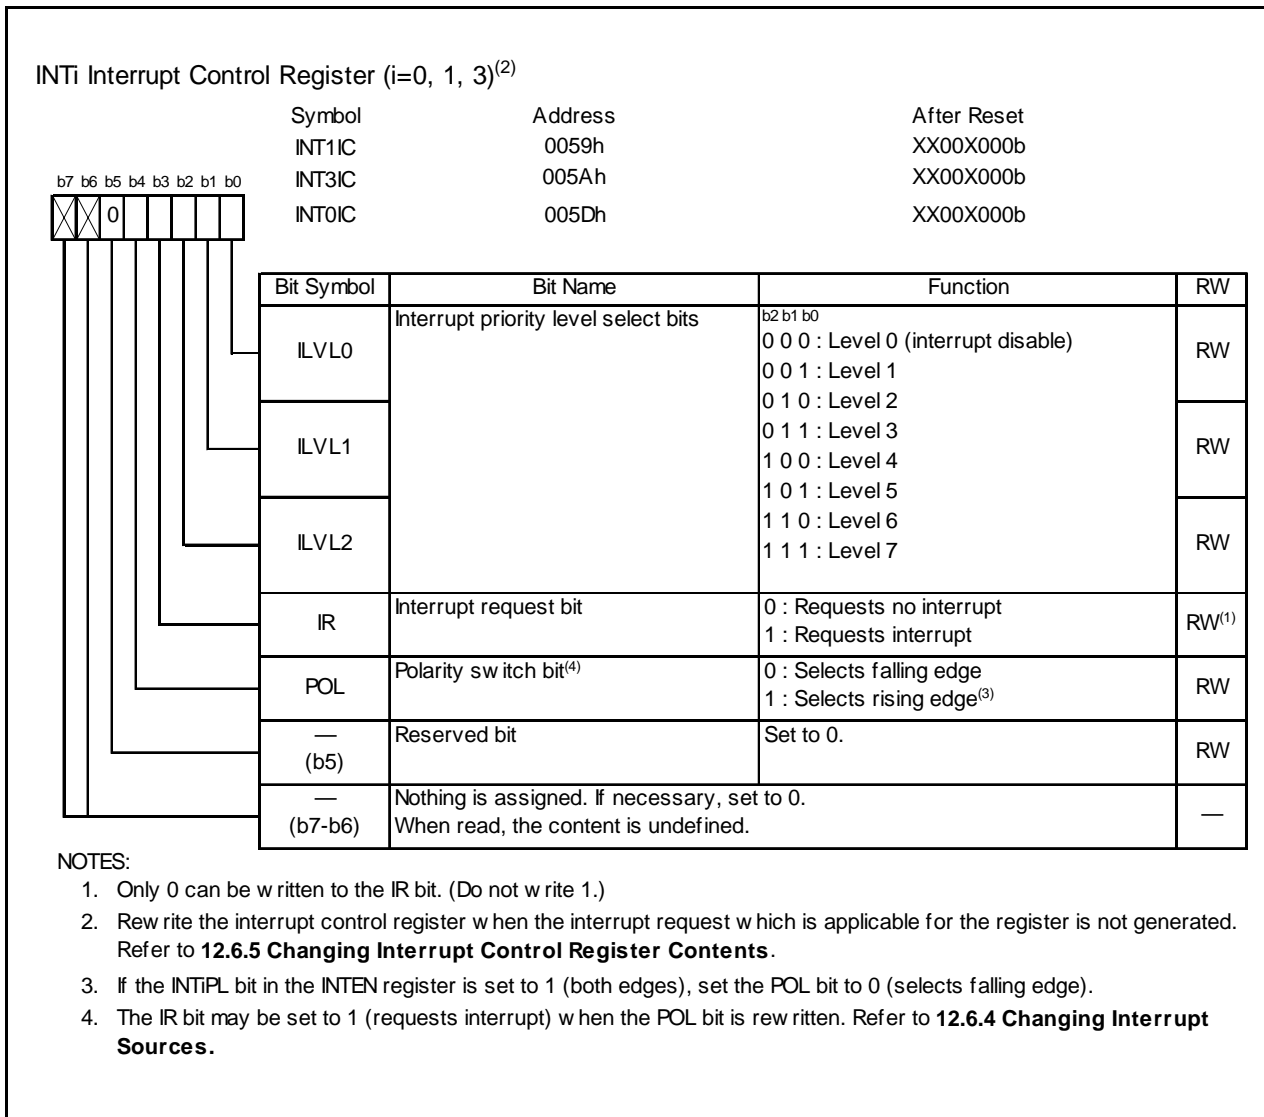 INTi Interrupt Control Register (i=0, 1, 3)(2)
Symbol Address After Reset
INT1IC 0059h XX00X000b
INT3IC 005Ah XX00X000b
INT0IC 005Dh XX00X000b
b7 b6 b5 b4 b3 b2 b1 b0
0
Bit Symbol Bit Name Function RW
ILVL0 Interrupt priority level select bits b2 b1 b0
0 0 0 : Level 0 (interrupt disable) RW
0 0 1 : Level 1
0 1 0 : Level 2
ILVL1 0 1 1 : Level 3 RW
1 0 0 : Level 4
1 0 1 : Level 5
ILVL2 1 1 0 : Level 6 RW
1 1 1 : Level 7
IR Interrupt request bit 0 : Requests no interrupt RW(1)
1 : Requests interrupt
POL Polarity switch bit(4) 0 : Selects falling edge RW
1 : Selects rising edge(3)
— Reserved bit Set to 0. RW
(b5)
— Nothing is assigned. If necessary, set to 0. —
(b7-b6) When read, the content is undefined.
NOTES:
1. Only 0 can be written to the IR bit. (Do not write 1.)
2. Rewrite the interrupt control register when the interrupt request which is applicable for the register is not generated.
Refer to 12.6.5 Changing Interrupt Control Register Contents.
3. If the INTiPL bit in the INTEN register is set to 1 (both edges), set the POL bit to 0 (selects falling edge).
4. The IR bit may be set to 1 (requests interrupt) when the POL bit is rewritten. Refer to 12.6.4 Changing Interrupt
Sources.